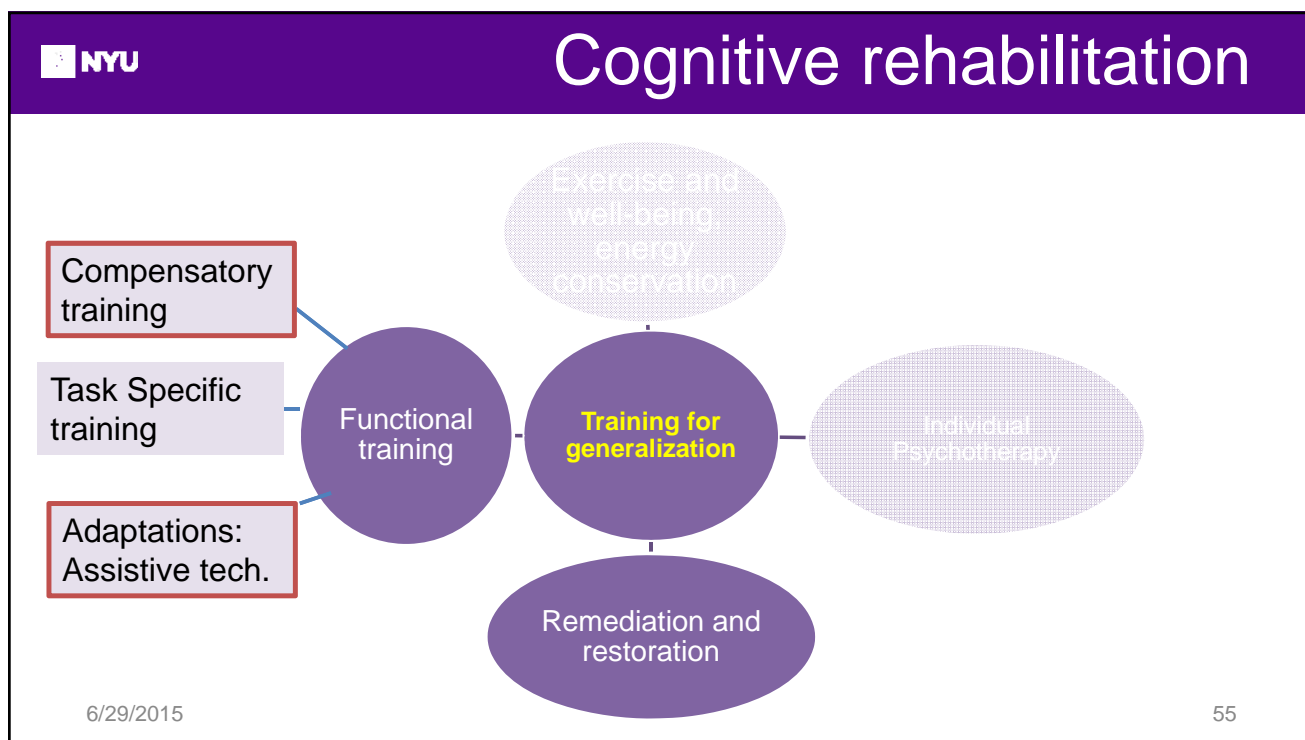 NYU
Cognitive rehabilitation
Exercise and
well-being,
energy
conservation
Compensatory
training
Task Specific
training
Functional
training
Training for
generalization
Individual
Psychotherapy
Adaptations:
Assistive tech.
Remediation and
restoration
6/29/2015
55